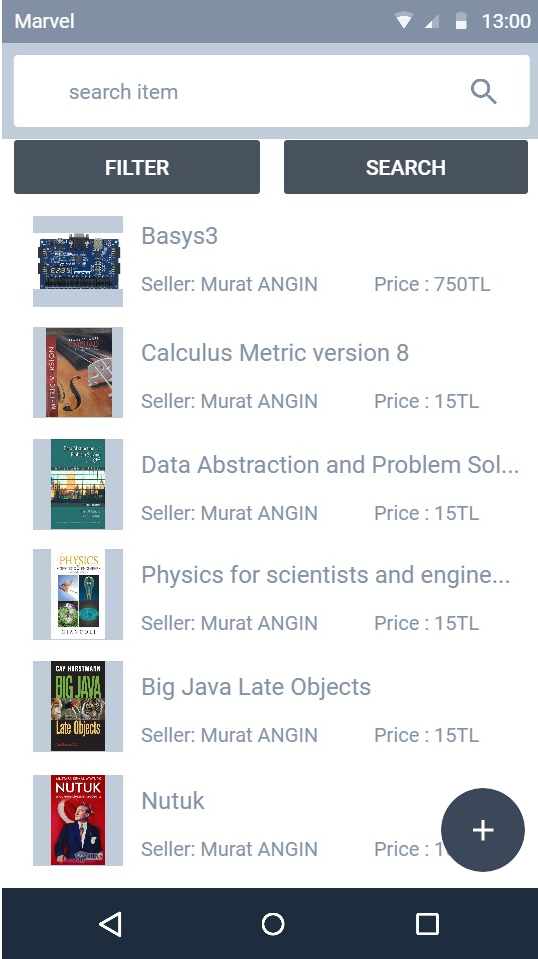 Marvel 13:00
search item
FILTER SEARCH
Basys3
Seller: Murat ANGIN Price : 750TL
Calculus Metric version 8
Seller: Murat ANGIN Price : 15TL
METRIC VERSION
Data Abstraction and Problem Sol...
Seller: Murat ANGIN Price : 15TL
PHYSICS
GIANCOLI
Physics for scientists and engine...
Seller: Murat ANGIN Price : 15TL
CAY HORSTMANN
BIG JAVA
Late Objects
Big Java Late Objects
Seller: Murat ANGIN Price : 15TL
NUTUK
Nutuk
Seller: Murat ANGIN Price : 1
+